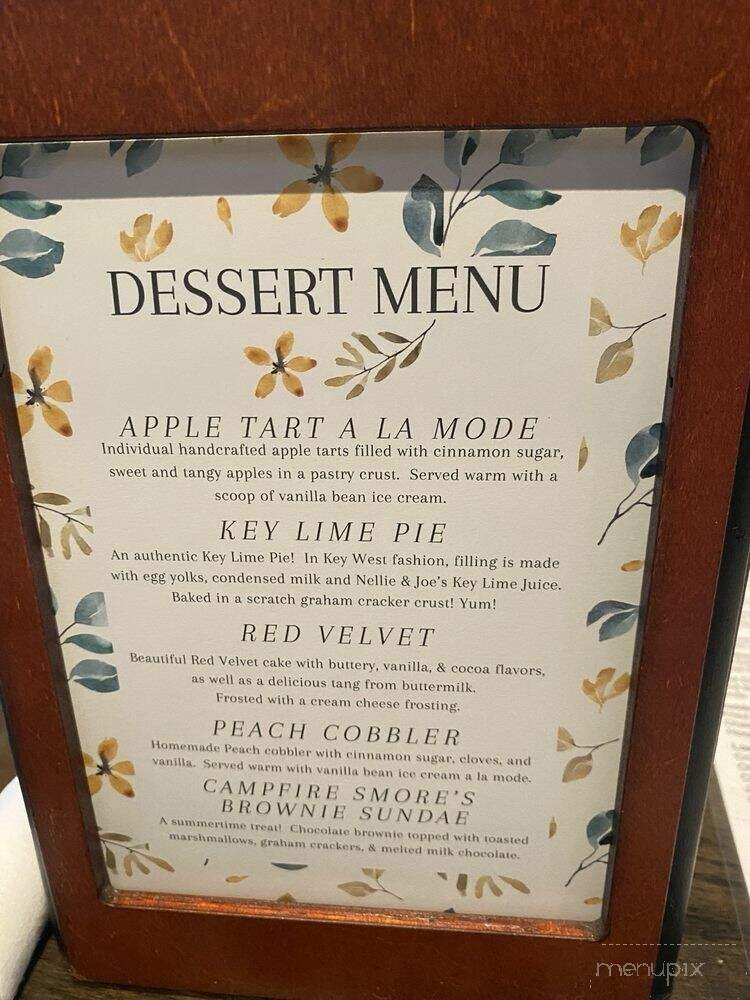 DESSERT MENU
APPLE TART A LA MODE
Individual handcrafted apple tarts filled with cinnamon sugar,
sweet and tangy apples in a pastry crust. Served warm with a
scoop of vanilla bean ice cream.
KEY LIME PIE
An authentic Key Lime Pie! In Key West fashion, filling is made
with egg yolks, condensed milk and Nellie & Joe's Key Lime Juice.
Baked in a scratch graham cracker crust! Yum!
RED VELVET
Beautiful Red Velvet cake with buttery, vanilla, & cocoa flavors,
as well as a delicious tang from buttermilk.
Frosted with a cream cheese frosting.
PEACH COBBLER
Homemade Peach cobbler with cinnamon sugar, cloves, and
vanilla. Served warm with vanilla bean ice cream a la mode.
CAMPFIRE SMORE'S
BROWNIE SUNDAE
A summertime treat! Chocolate brownie topped with toasted
marshmallows, graham crackers, & melted milk chocolate.
menupix